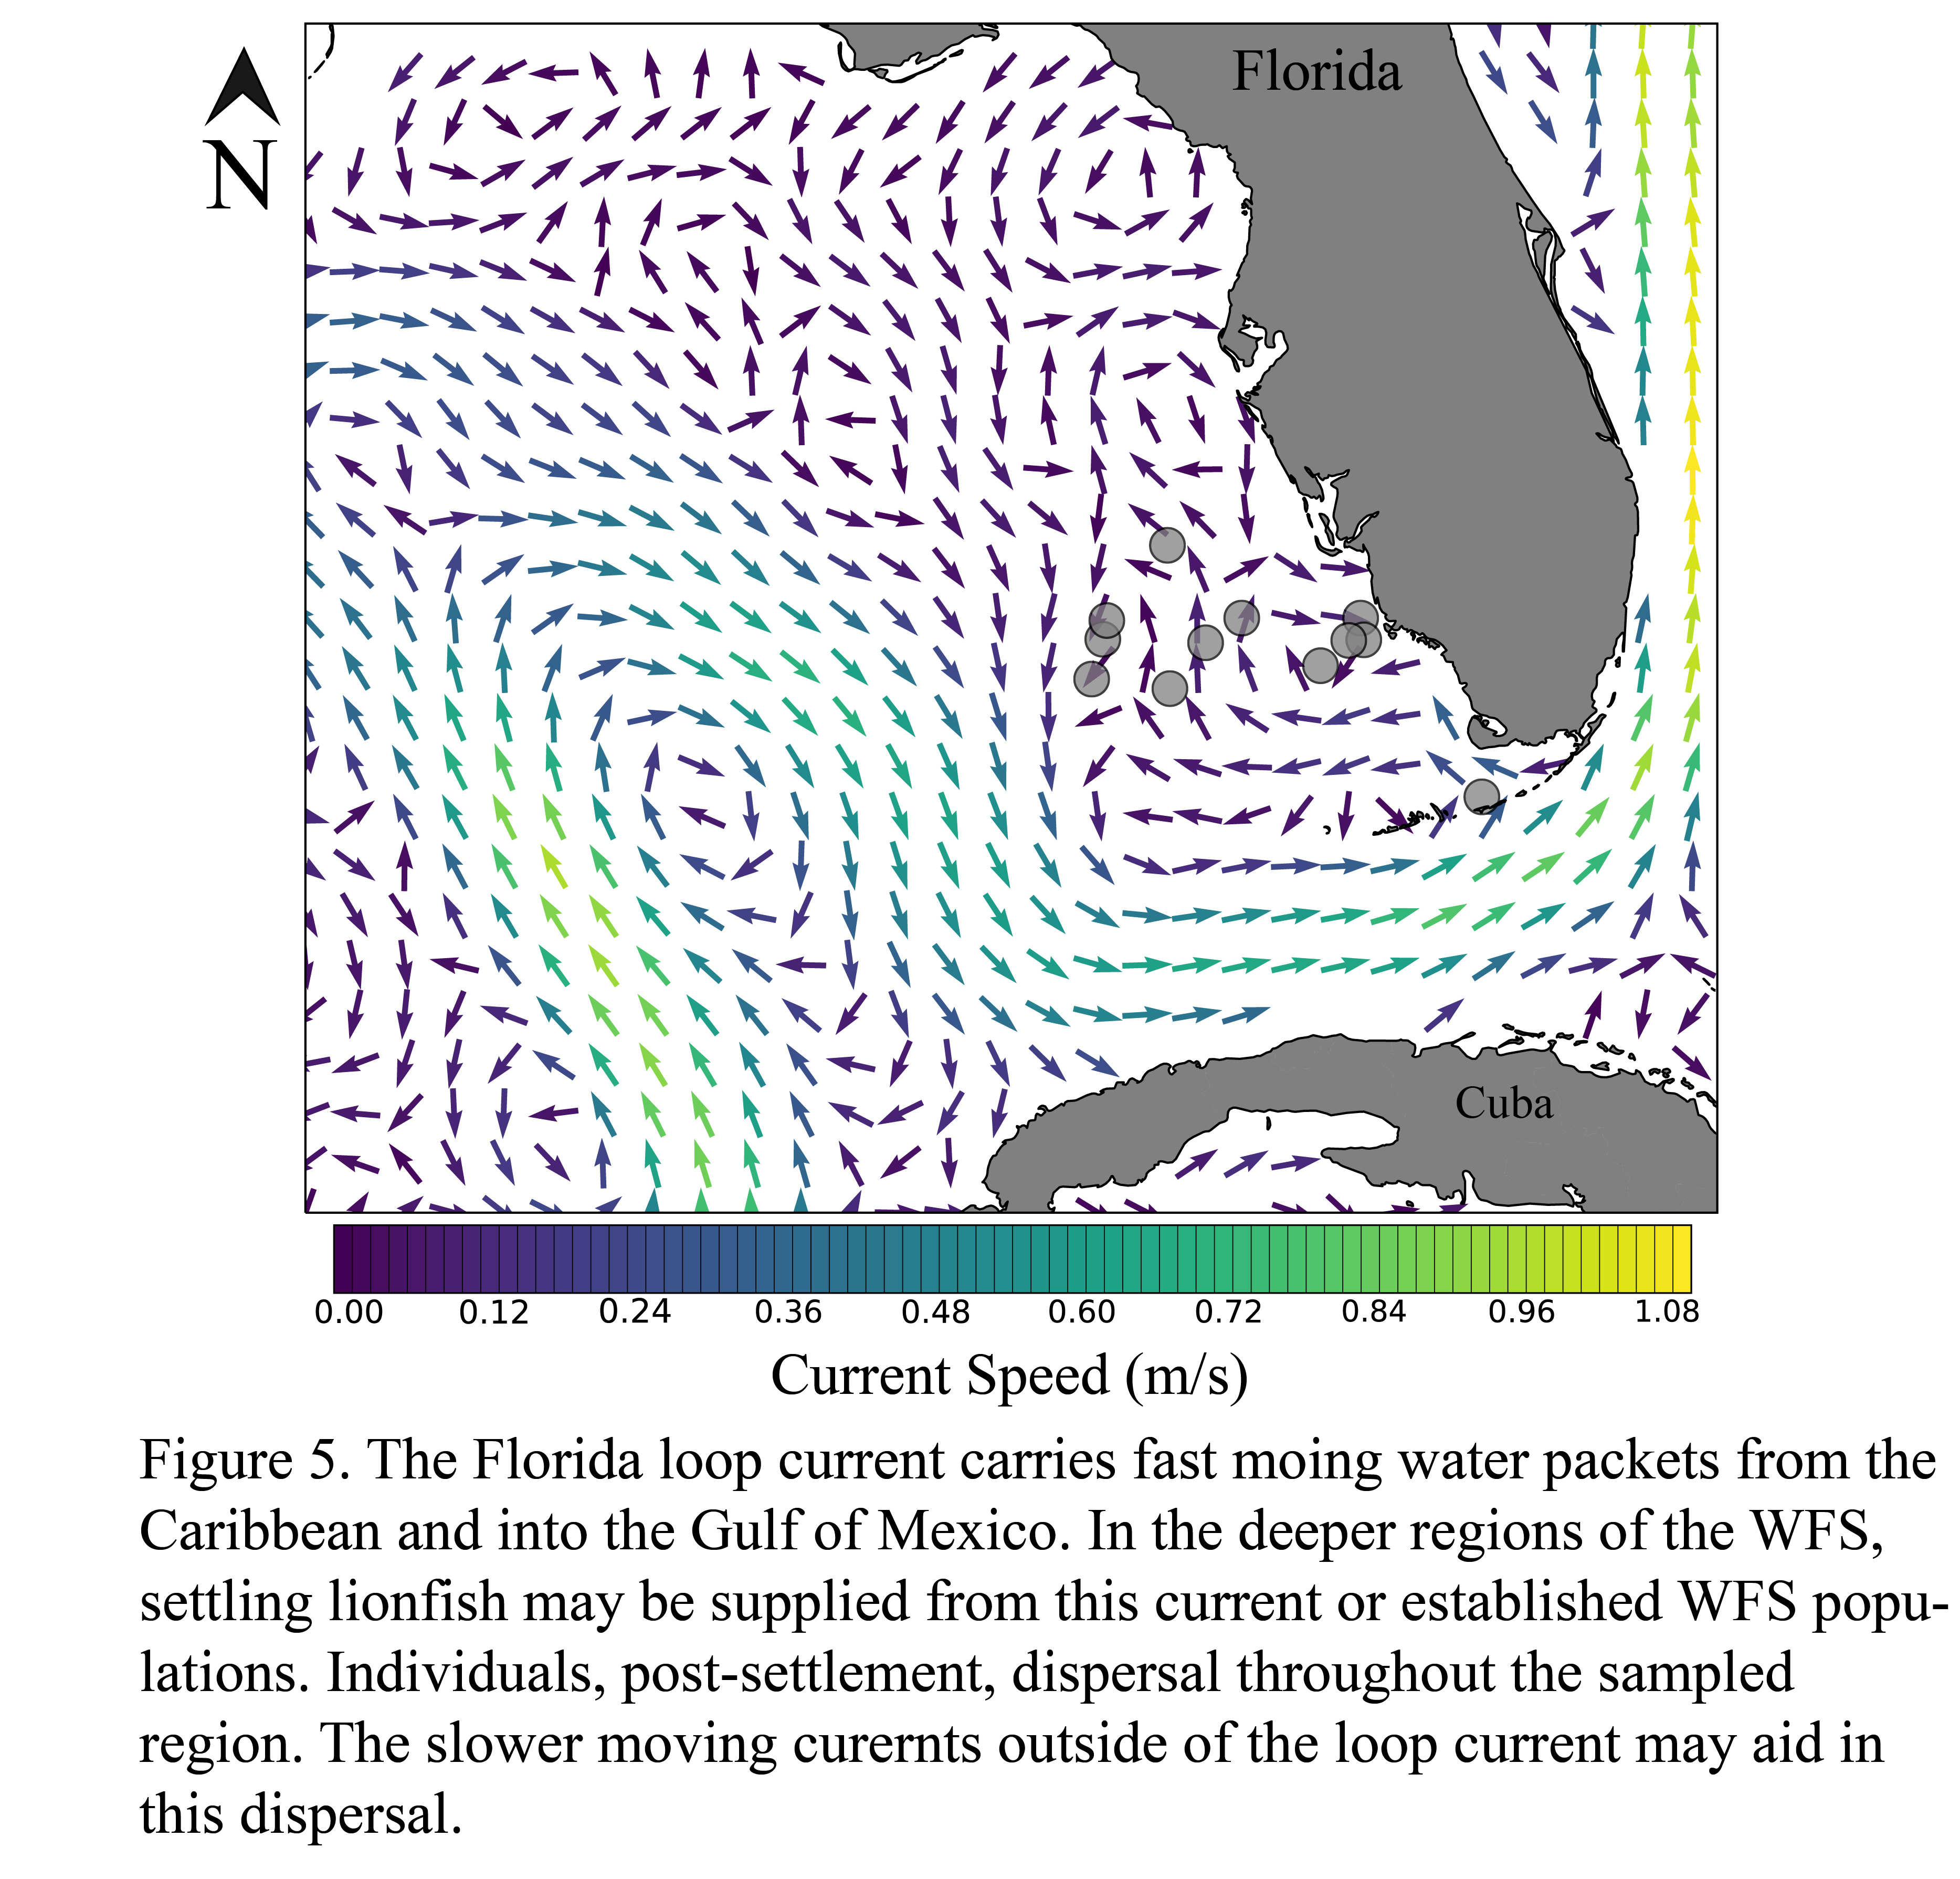 Florida
N
Cuba
0.00 0.12 0.24 0.36 0.48 0.60 0.72 0.84 0.96 1.08
Current Speed (m/s)
Figure 5. The Florida loop current carries fast moing water packets from the
Caribbean and into the Gulf of Mexico. In the deeper regions of the WFS,
settling lionfish may be supplied from this current or established WFS popu-
lations. Individuals, post-settlement, dispersal throughout the sampled
region. The slower moving curernts outside of the loop current may aid in
this dispersal.